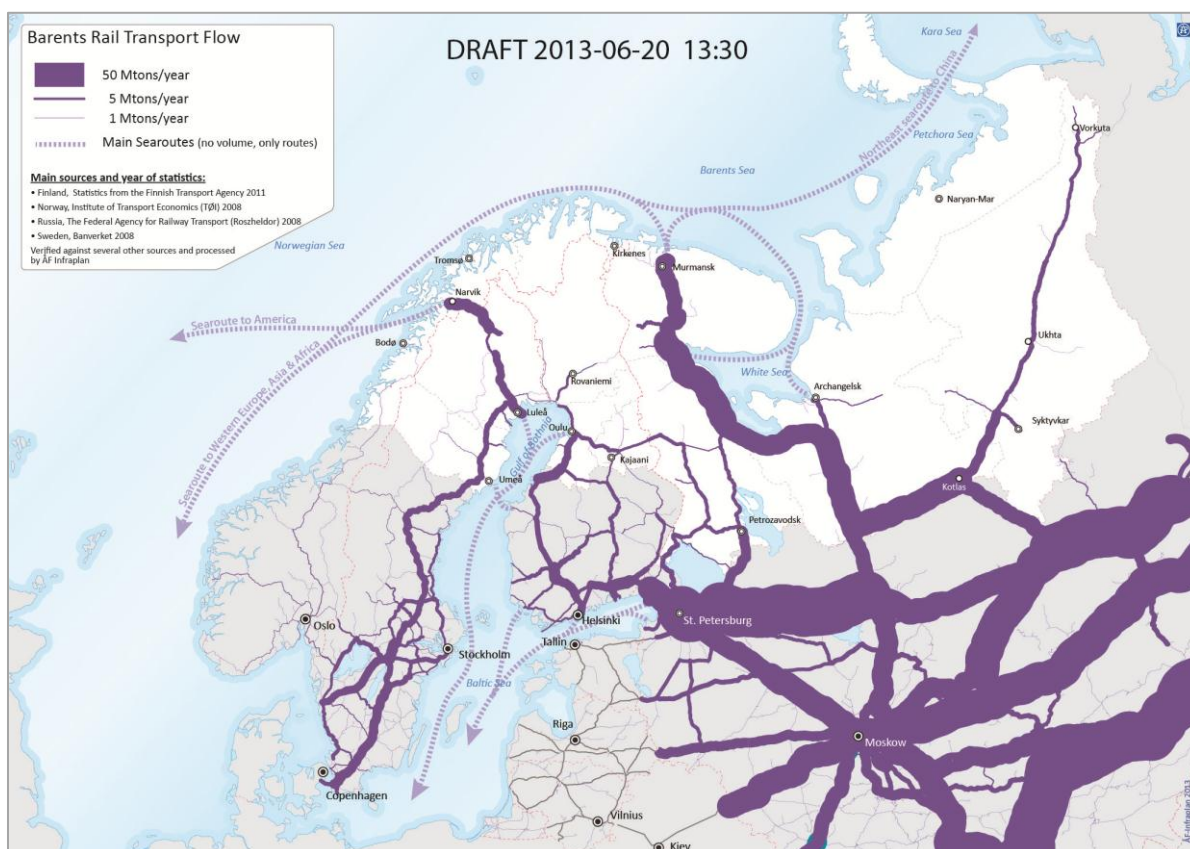 Barents Rail Transport Flow
50 Mtons/year
5 Mtons/year
1 Mtons/year
Main Searoutes (no volume, only routes)
Main sources and year of statistics:
• Finland, Statistics from the Finnish Transport Agency 2011
• Norway, Institute of Transport Economics (TØI) 2008
• Russia, The Federal Agency for Railway Transport (Roszheldor) 2008
• Sweden, Banverket 2008
Verified against several other sources and processed
by ÅF Infraplan
DRAFT 2013-06-20 13:30
Kara Sea
Northeast searoute to China
Petchora Sea
Vorkuta
Barents Sea
Naryan-Mar
Norwegian Sea
Tromsø
Kirkenes
Murmansk
Narvik
Searoute to America
Bodø
Ukhta
Searoute to Western Europe, Asia & Africa
Rovaniemi
White Sea
Archangelsk
Luleå
Oulu
Gulf of Bothnia
Syktyvkar
Kajaani
Umeå
Kotlas
Petrozavodsk
Oslo
Helsinki
St. Petersburg
Tallin
Stockholm
Baltic Sea
Riga
Moskow
Copenhagen
Vilnius
Kiev
ÅF-Infraplan 2013